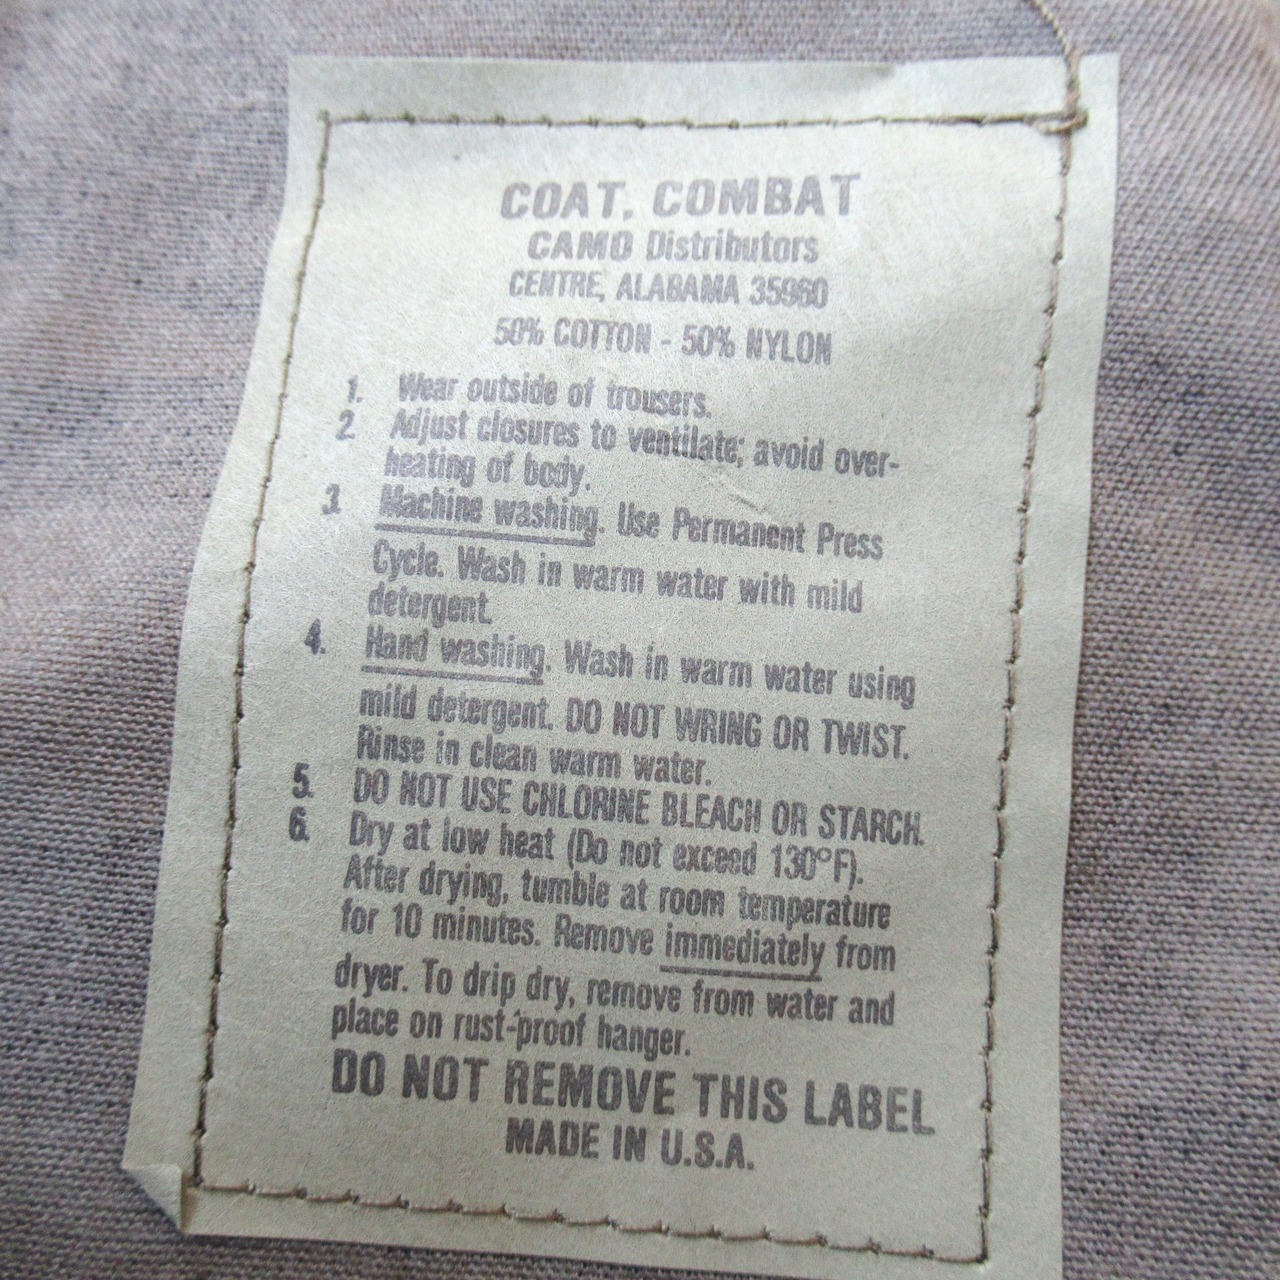 COAT, COMBAT
CAMO Distributors
CENTRE, ALABAMA 35960
50% COTTON - 50% NYLON
1. Wear outside of trousers.
2. Adjust closures to ventilate; avoid over-
heating of body.
3. Machine washing. Use Permanent Press
Cycle. Wash in warm water with mild
detergent.
4. Hand washing. Wash in warm water using
mild detergent. DO NOT WRING OR TWIST.
Rinse in clean warm water.
5. DO NOT USE CHLORINE BLEACH OR STARCH.
6. Dry at low heat (Do not exceed 130°F).
After drying, tumble at room temperature
for 10 minutes. Remove immediately from
dryer. To drip dry, remove from water and
place on rust-proof hanger.
DO NOT REMOVE THIS LABEL
MADE IN U.S.A.